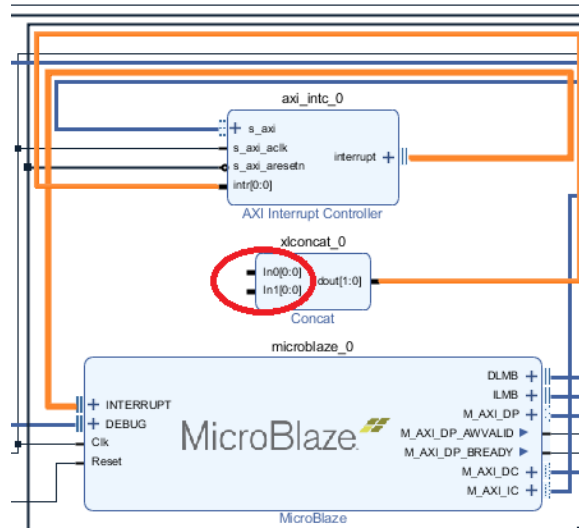 axi_intc_0
s_axi
s_axi_aclk
s_axi_aresetn
intr[0:0]
interrupt
AXI Interrupt Controller
xlconcat_0
In0[0:0]
In1[0:0]
dout[1:0]
Concat
microblaze_0
INTERRUPT
DEBUG
Clk
Reset
MicroBlaze
DLMB
ILMB
M_AXI_DP
M_AXI_DP_AWVALID
M_AXI_DP_BREADY
M_AXI_DC
M_AXI_IC
MicroBlaze